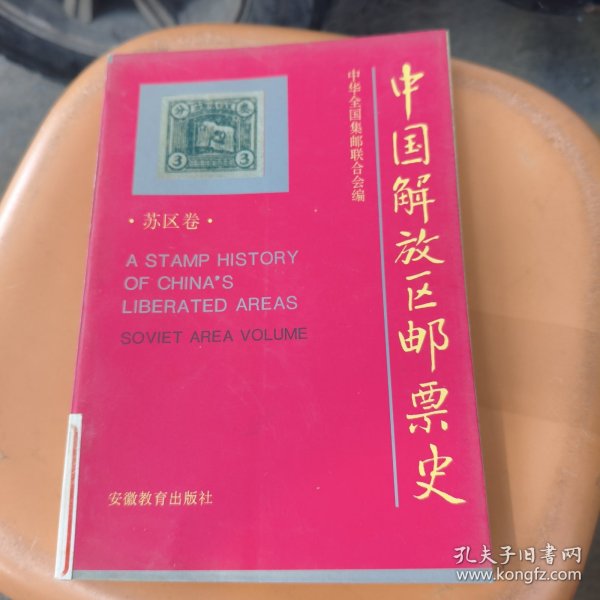 中国解放区邮票史
中华全国集邮联合会编
3
3
·苏区卷·
A STAMP HISTORY
OF CHINA'S
LIBERATED AREAS
SOVIET AREA VOLUME
安徽教育出版社
孔夫子旧书网
www.kongfz.com